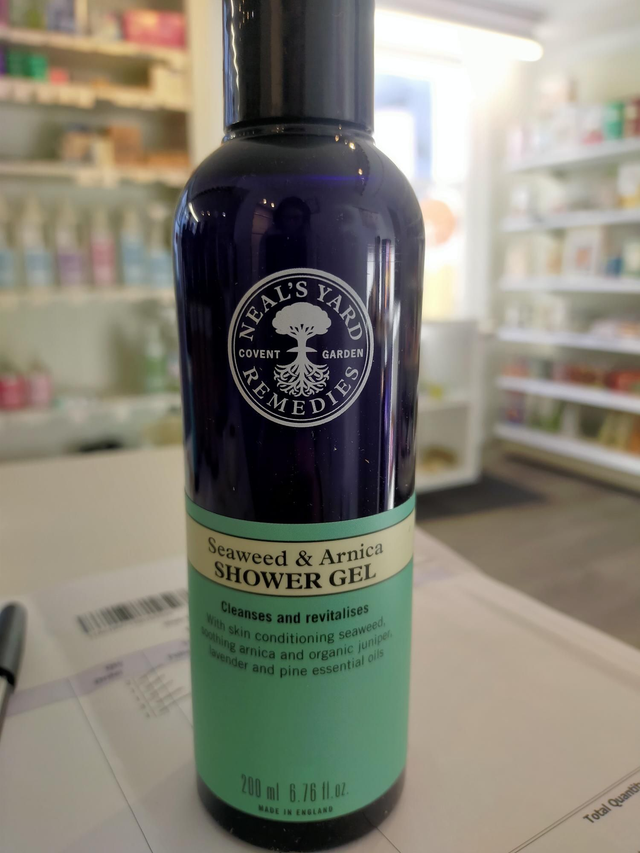 NEAL'S YARD
COVENT GARDEN
REMEDIES
Seaweed & Arnica
SHOWER GEL
Cleanses and revitalises
With skin conditioning seaweed,
soothing arnica and organic juniper,
lavender and pine essential oils
200 ml 6.76 fl.oz.
MADE IN ENGLAND
Total Quantity